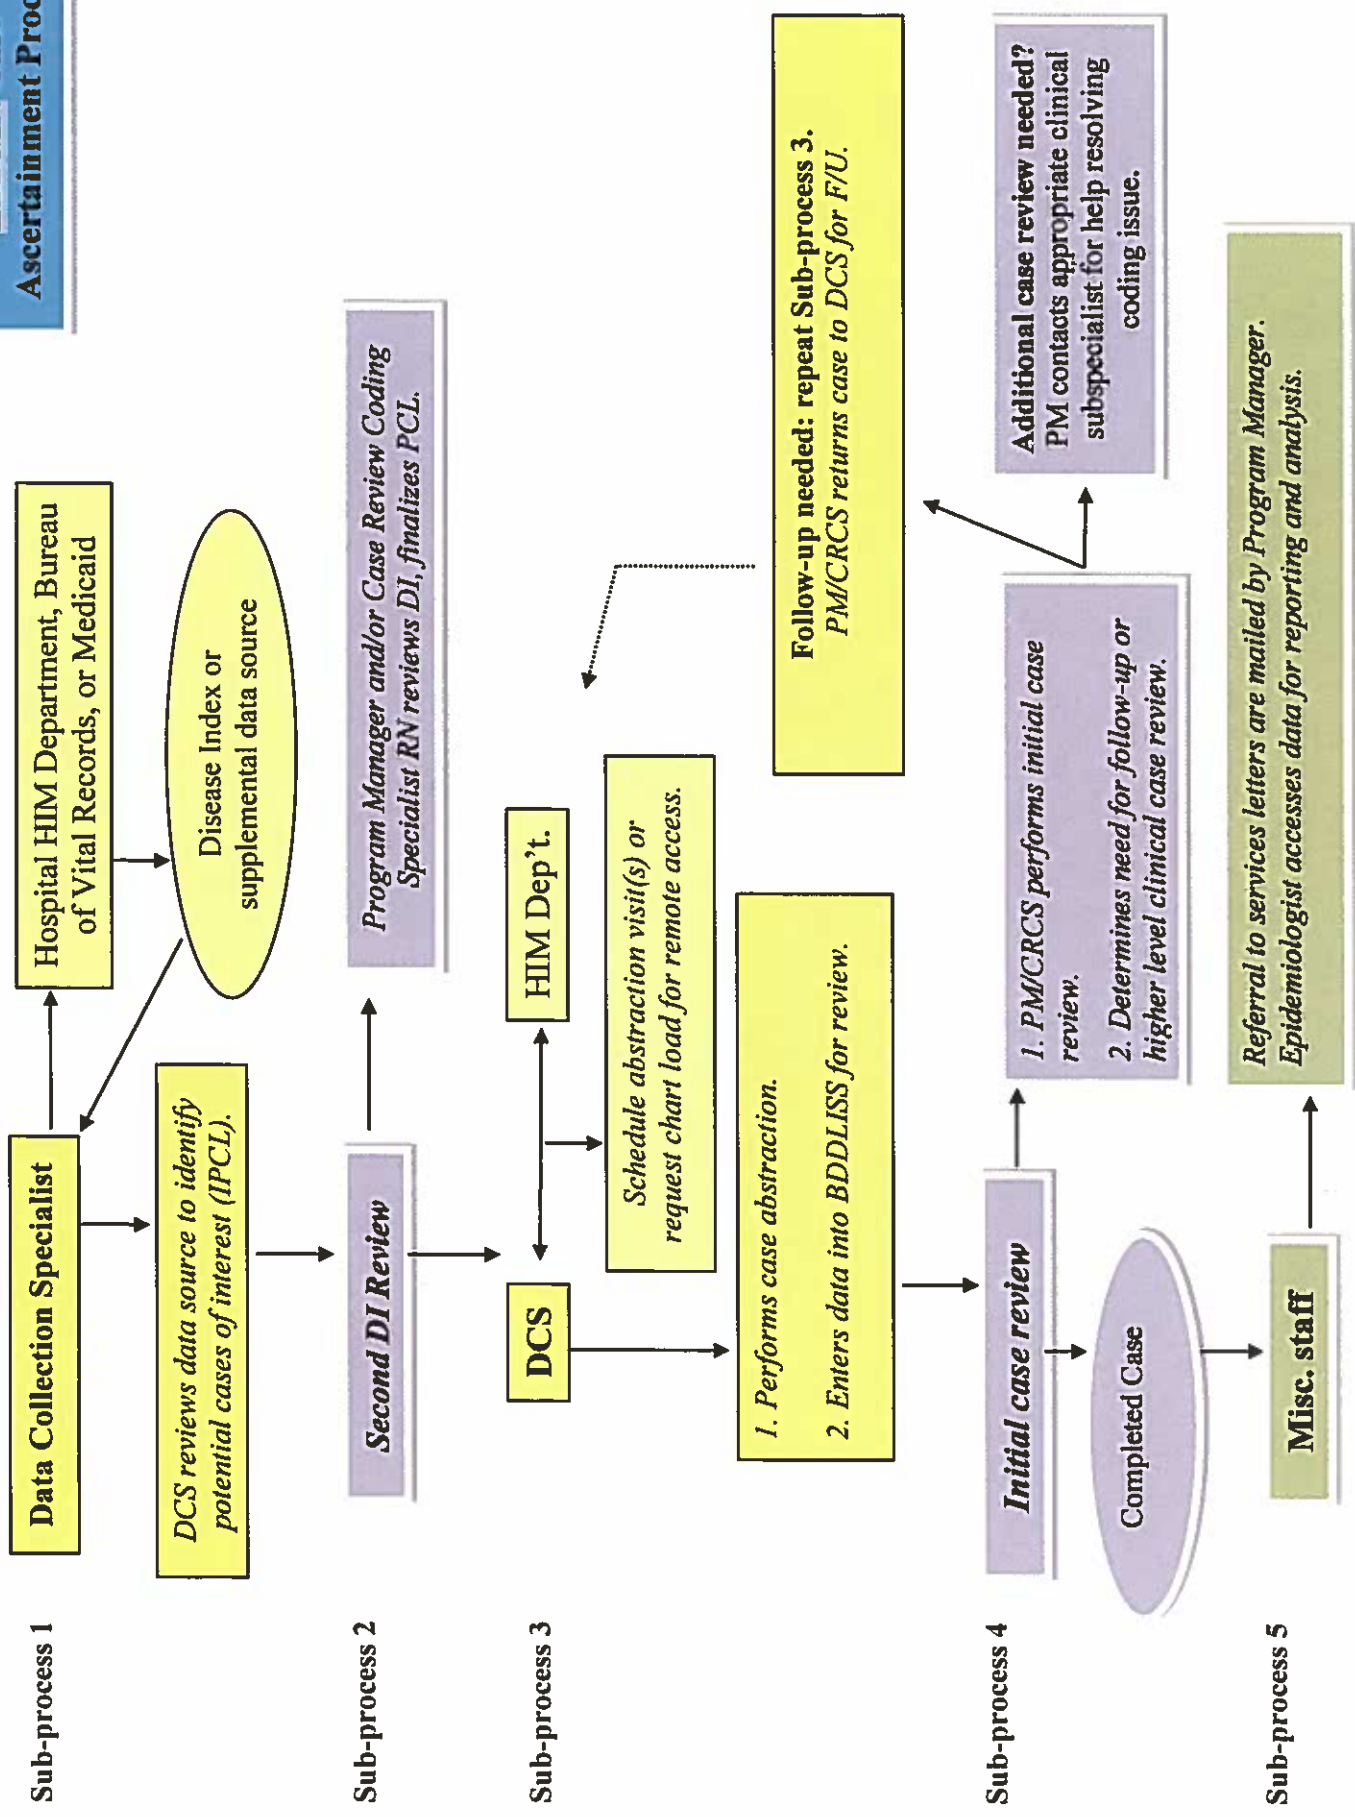 Ascertainment Proc
Sub-process 1
Data Collection Specialist
Hospital HIM Department, Bureau
of Vital Records, or Medicaid
DCS reviews data source to identify
potential cases of interest (IPCL).
Disease Index or
supplemental data source
Sub-process 2
Second DI Review
Program Manager and/or Case Review Coding
Specialist RN reviews DI, finalizes PCL.
Sub-process 3
DCS
HIM Dep't.
Schedule abstraction visit(s) or
request chart load for remote access.
1. Performs case abstraction.
2. Enters data into BDDLISS for review.
Follow-up needed: repeat Sub-process 3.
PM/CRCS returns case to DCS for F/U.
Sub-process 4
Initial case review
1. PM/CRCS performs initial case
review.
2. Determines need for follow-up or
higher level clinical case review.
Additional case review needed?
PM contacts appropriate clinical
subspecialist for help resolving
coding issue.
Completed Case
Sub-process 5
Misc. staff
Referral to services letters are mailed by Program Manager.
Epidemiologist accesses data for reporting and analysis.